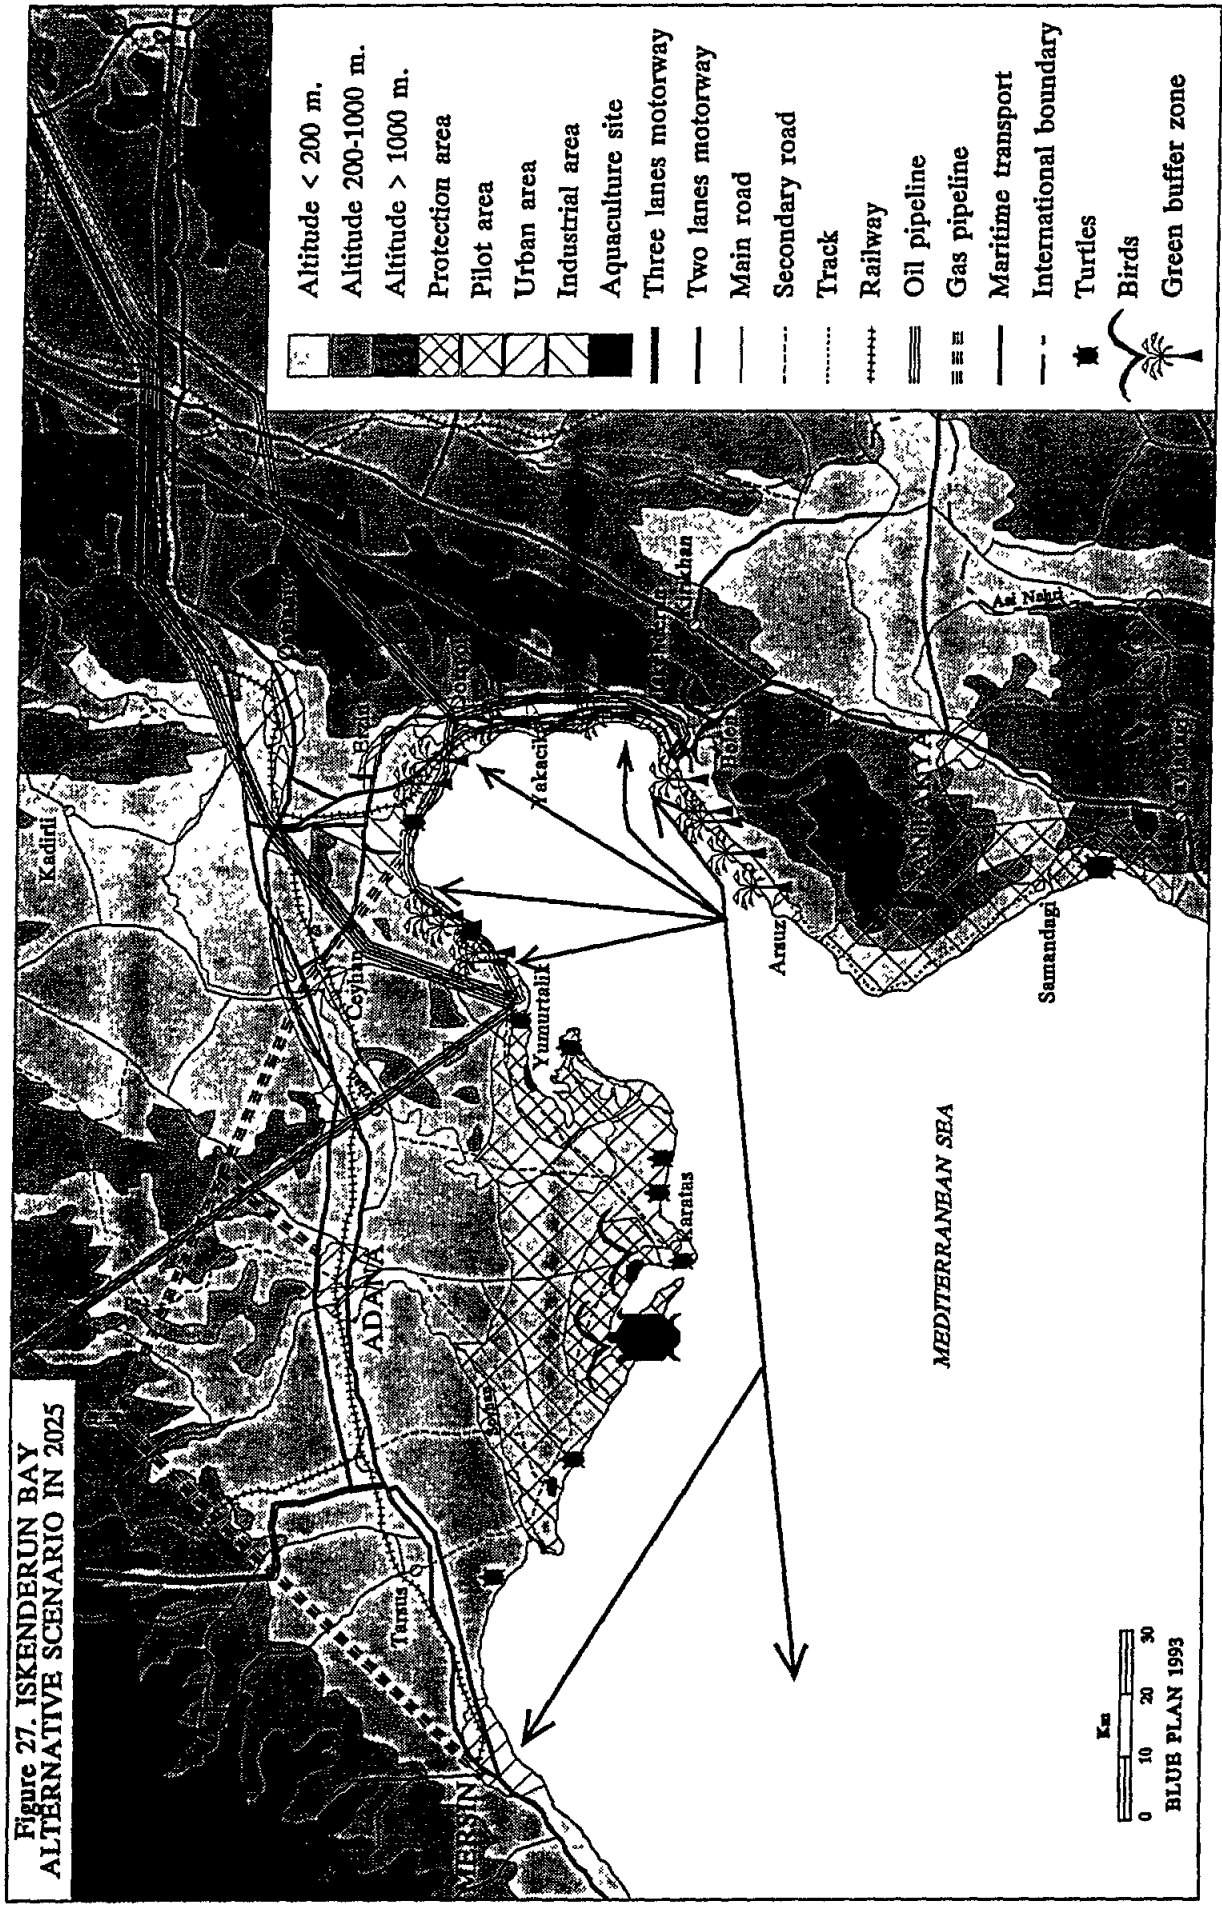 Figure 27. ISKENDERUN BAY
ALTERNATIVE SCENARIO IN 2025
Altitude < 200 m.
Altitude 200-1000 m.
Altitude > 1000 m.
Protection area
Pilot area
Urban area
Industrial area
Aquaculture site
Three lanes motorway
Two lanes motorway
Main road
Secondary road
Track
Railway
Oil pipeline
Gas pipeline
Maritime transport
International boundary
Turtles
Birds
Green buffer zone
Kadirli
Ceyhan
ADANA
Tarsus
MERSIN
Yumurtalik
Yakacik
Karatas
Arsuz
Samandagi
Asi Nehri
MEDITERRANEAN SEA
Km
0 10 20 30
BLUE PLAN 1993